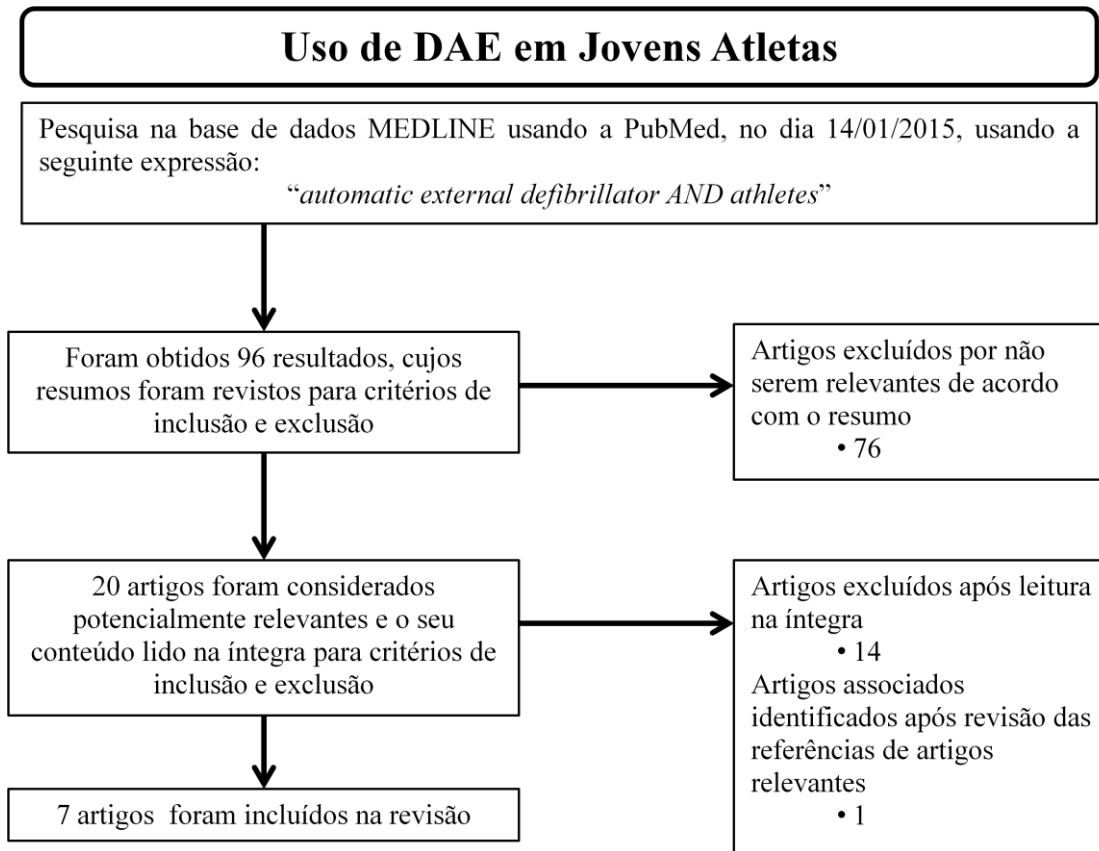 Uso de DAE em Jovens Atletas
Pesquisa na base de dados MEDLINE usando a PubMed, no dia 14/01/2015, usando a
seguinte expressão:
“automatic external defibrillator AND athletes”
Foram obtidos 96 resultados, cujos
resumos foram revistos para critérios de
inclusão e exclusão
Artigos excluídos por não
serem relevantes de acordo
com o resumo
• 76
20 artigos foram considerados
potencialmente relevantes e o seu
conteúdo lido na íntegra para critérios de
inclusão e exclusão
Artigos excluídos após leitura
na íntegra
• 14
Artigos associados
identificados após revisão das
referências de artigos
relevantes
• 1
7 artigos foram incluídos na revisão